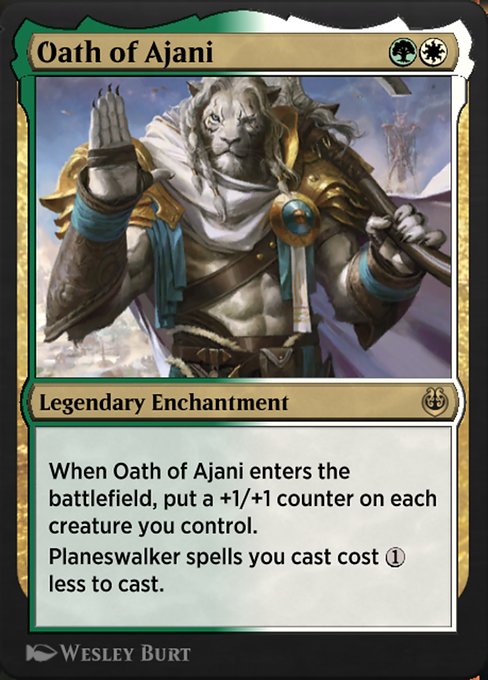 Oath of Ajani
Legendary Enchantment
When Oath of Ajani enters the
battlefield, put a +1/+1 counter on each
creature you control.
Planeswalker spells you cast cost 1
less to cast.
Wesley Burt